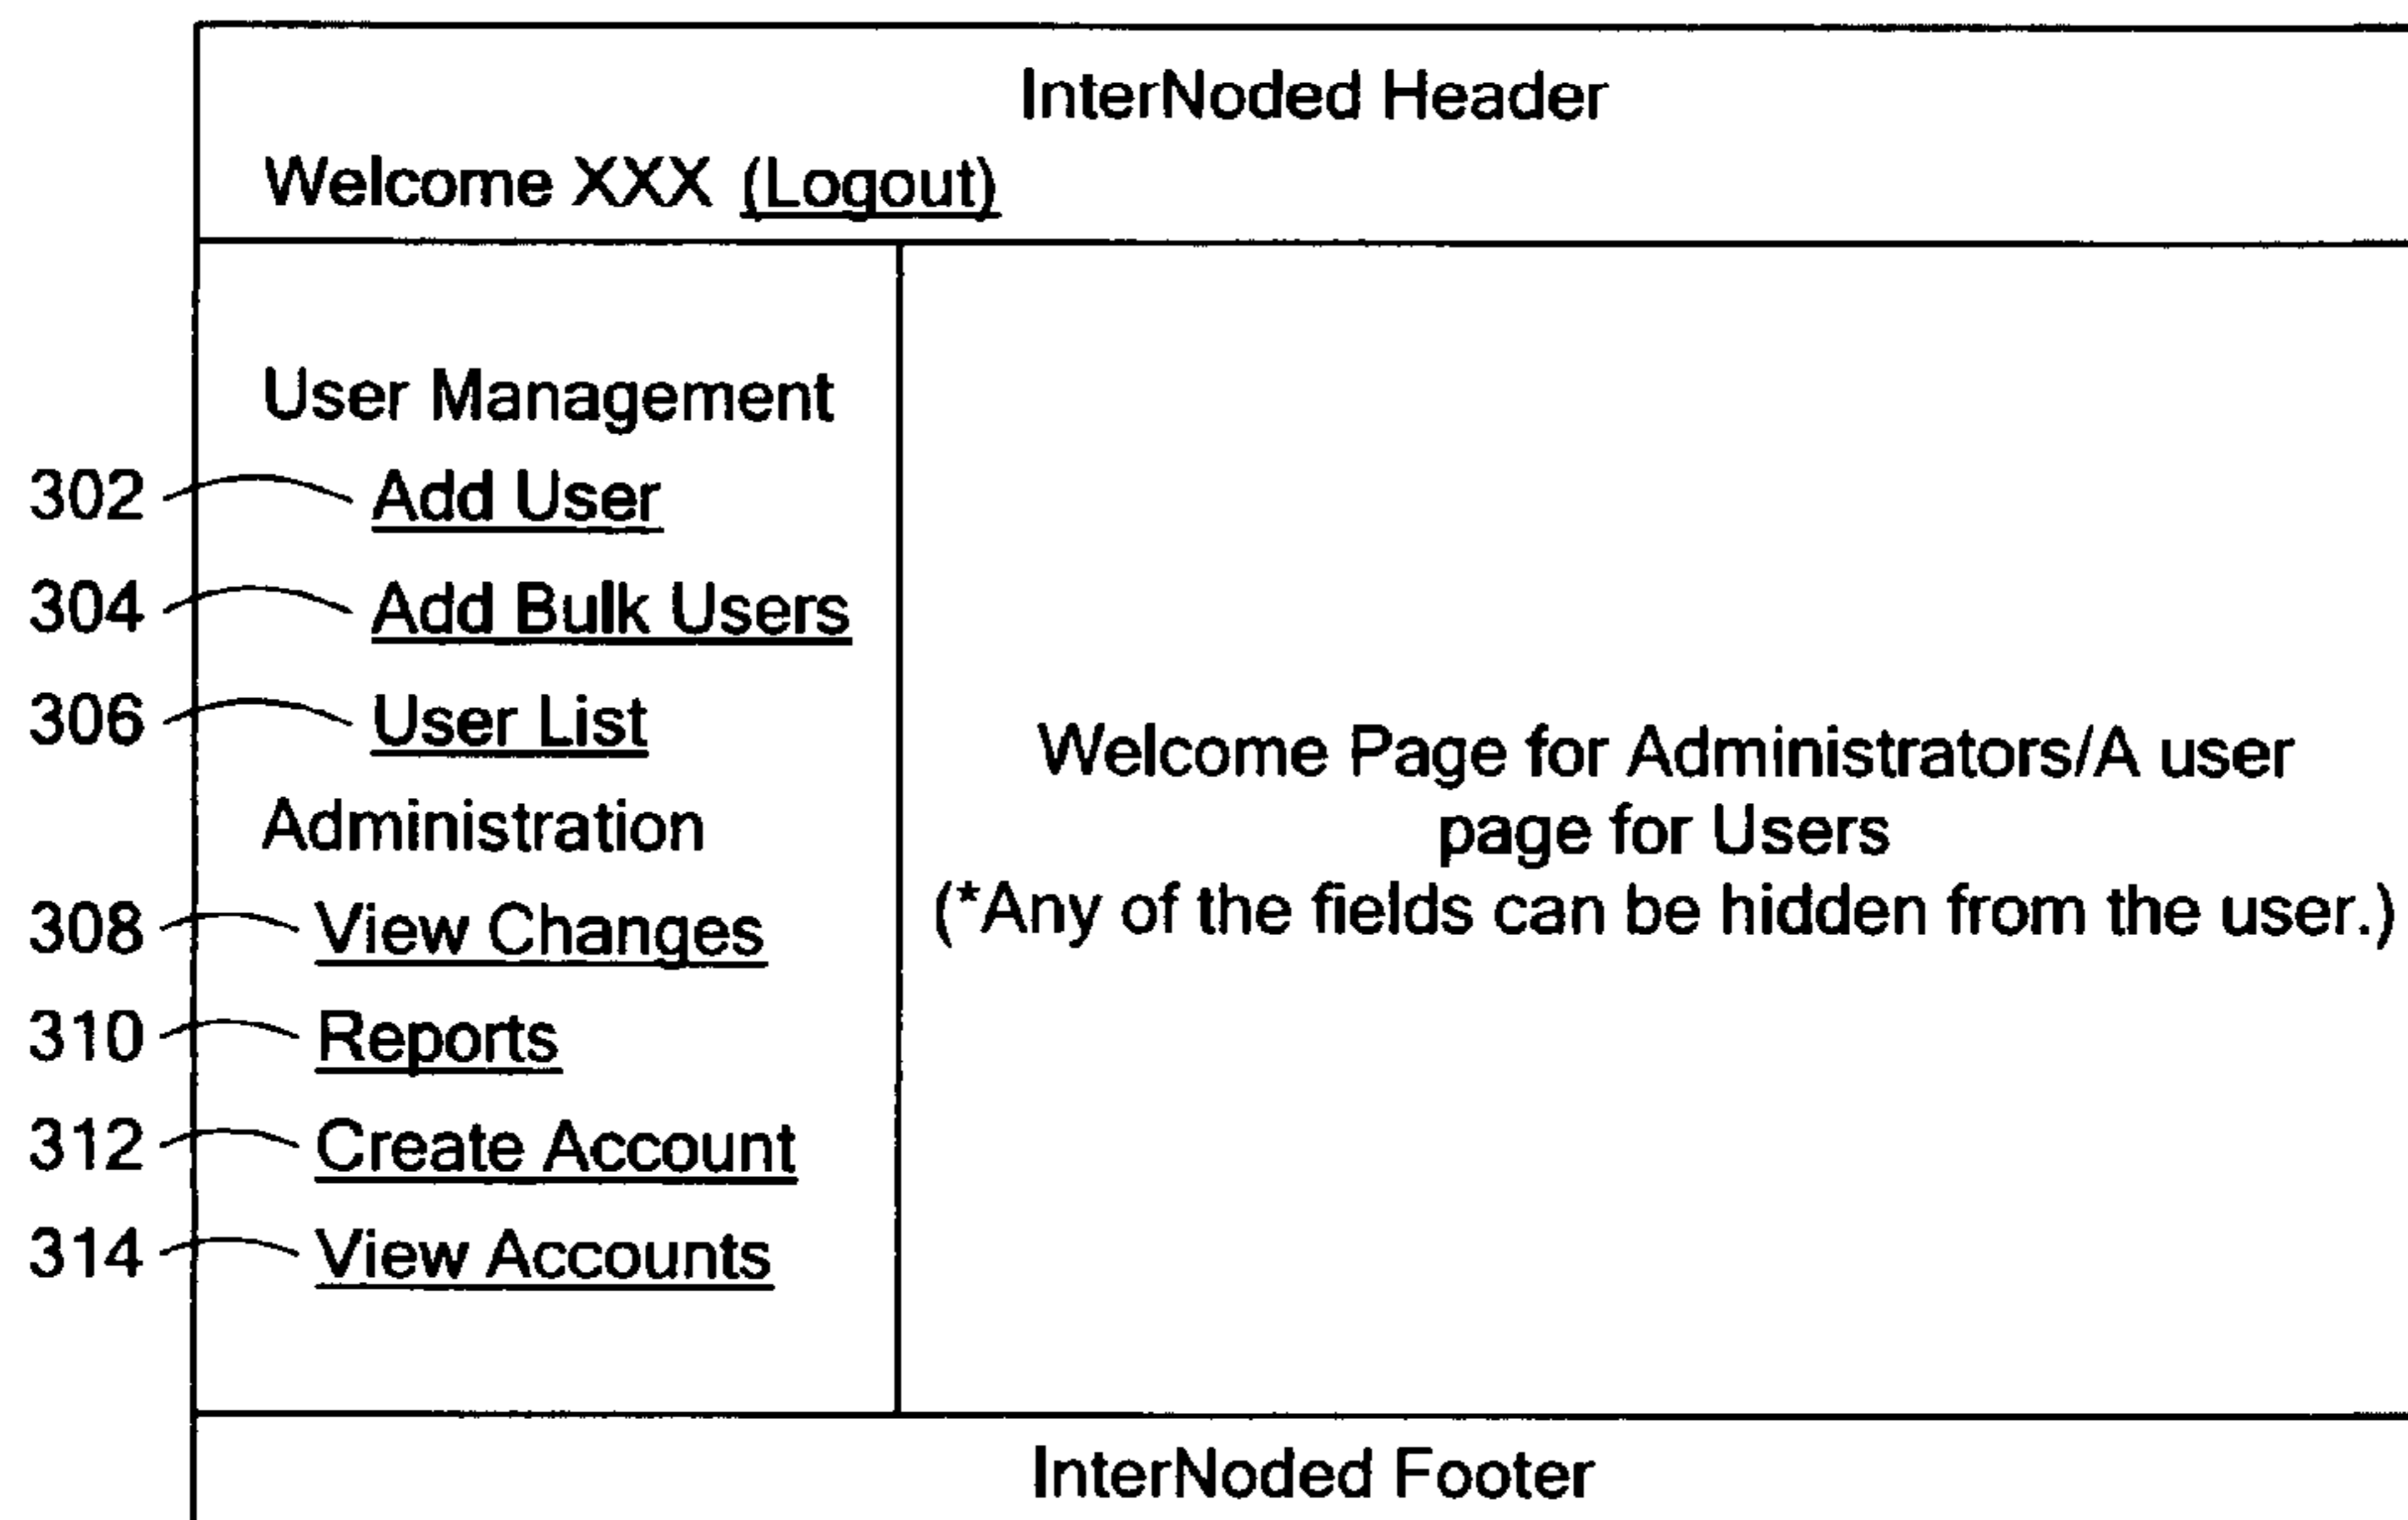 InterNoded Header
Welcome XXX (Logout)
User Management
302 Add User
304 Add Bulk Users
306 User List
Administration
308 View Changes
310 Reports
312 Create Account
314 View Accounts
Welcome Page for Administrators/A user
page for Users
(*Any of the fields can be hidden from the user.)
InterNoded Footer